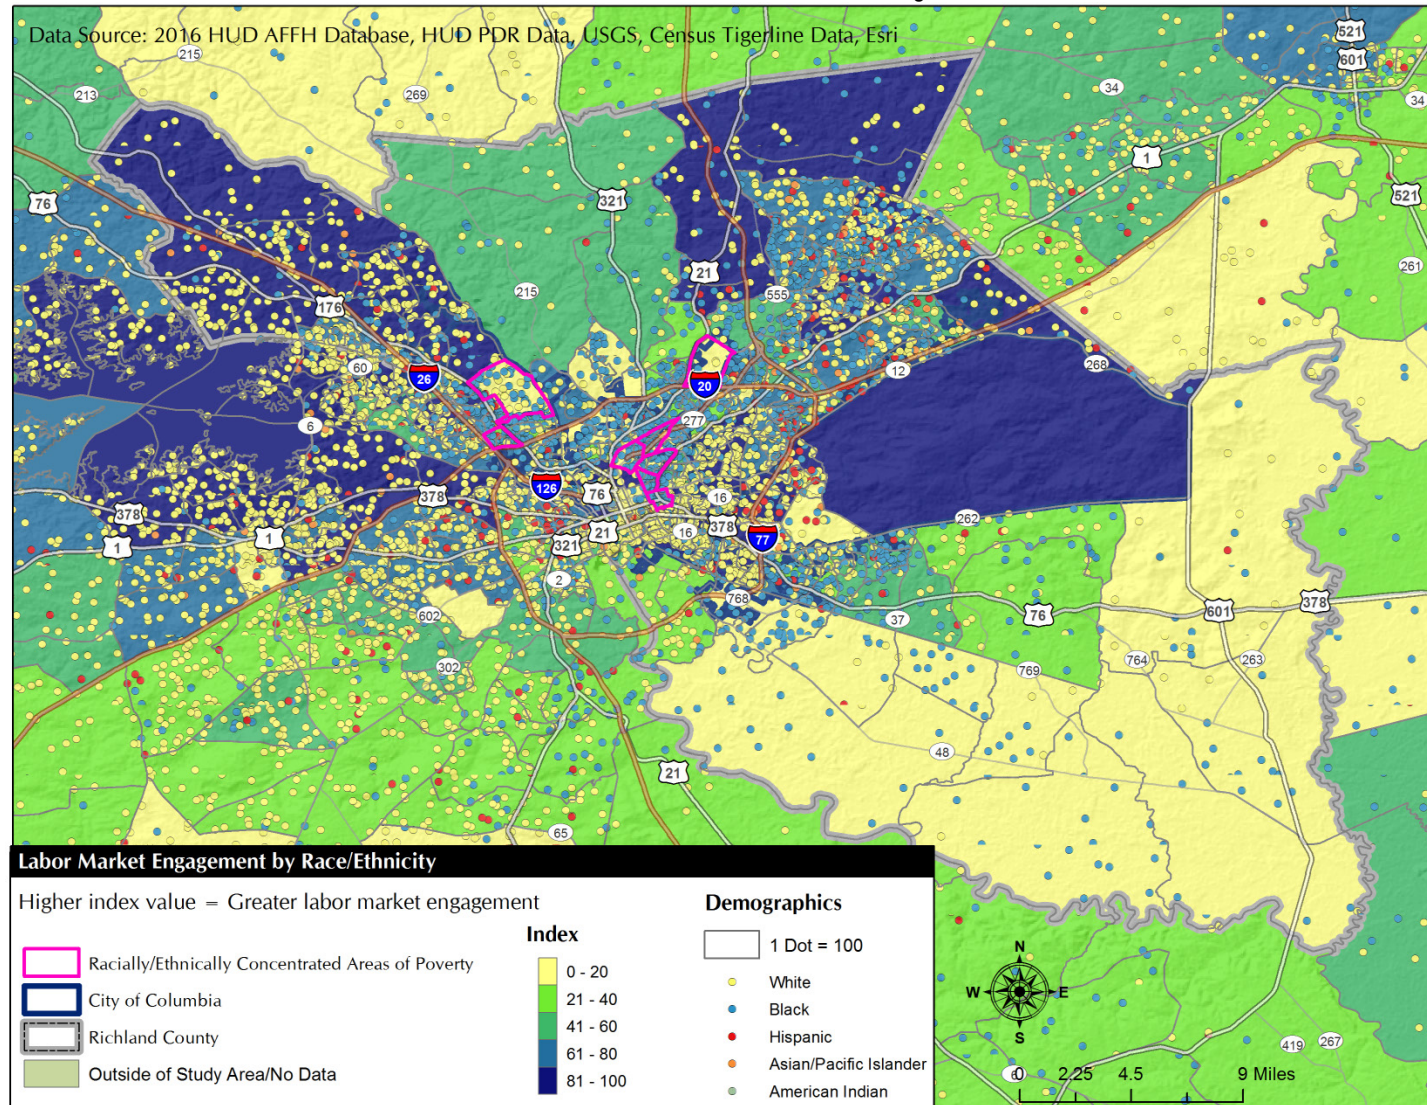 Data Source: 2016 HUD AFFH Database, HUD PDR Data, USGS, Census Tigerline Data, Esri
521
601
215
213
269
34
34
1
76
321
521
21
215
555
261
176
60
26
20
12
268
277
6
126
76
16
378
378
378
262
1
1
321
21
16
77
2
768
602
37
76
601
378
302
769
764
263
48
21
65
Labor Market Engagement by Race/Ethnicity
Higher index value = Greater labor market engagement
Racially/Ethnically Concentrated Areas of Poverty
City of Columbia
Richland County
Outside of Study Area/No Data
Index
0 - 20
21 - 40
41 - 60
61 - 80
81 - 100
Demographics
1 Dot = 100
White
Black
Hispanic
Asian/Pacific Islander
American Indian
N
W E
S
419
267
0 2.25 4.5 9 Miles